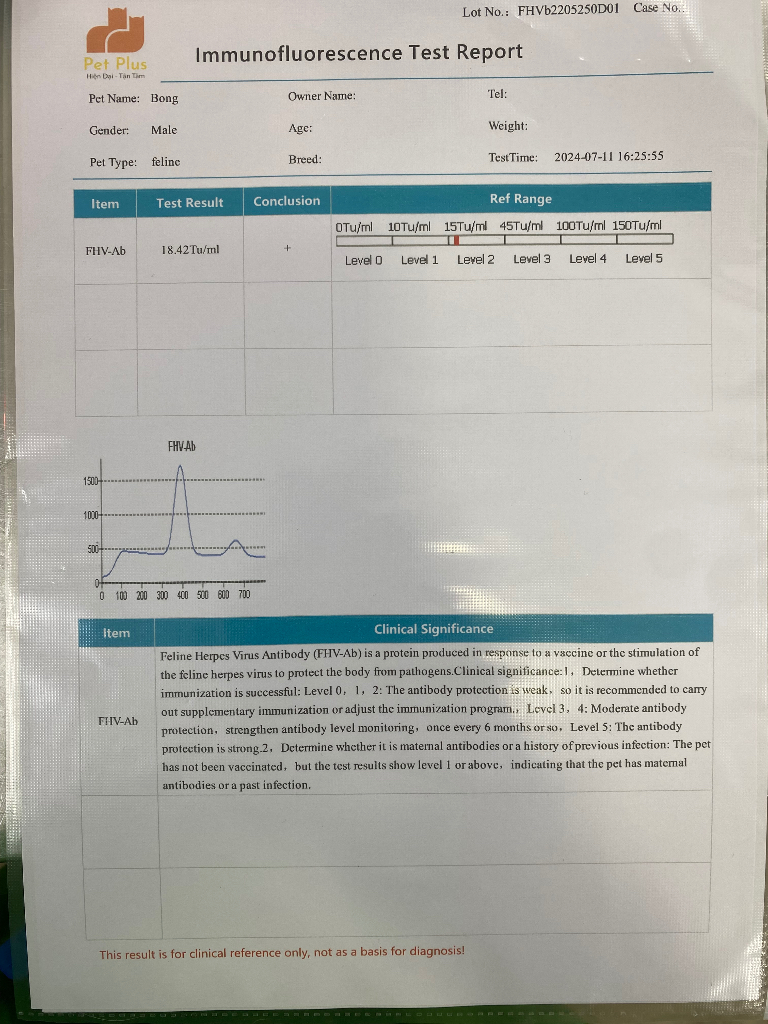 Lot No.: FHVb2205250D01 Case No.:
Pet Plus
Hiện Đại - Tận Tâm
Immunofluorescence Test Report
Pet Name: Bong Owner Name: Tel:
Gender: Male Age: Weight:
Pet Type: feline Breed: TestTime: 2024-07-11 16:25:55
Item Test Result Conclusion Ref Range
0Tu/ml 10Tu/ml 15Tu/ml 45Tu/ml 100Tu/ml 150Tu/ml
FHV-Ab 18.42Tu/ml +
Level 0 Level 1 Level 2 Level 3 Level 4 Level 5
FHV-Ab
1500
1000
500
0
0 100 200 300 400 500 600 700
Item Clinical Significance
FHV-Ab
Feline Herpes Virus Antibody (FHV-Ab) is a protein produced in response to a vaccine or the stimulation of
the feline herpes virus to protect the body from pathogens.Clinical significance:1、Determine whether
immunization is successful: Level 0，1，2: The antibody protection is weak，so it is recommended to carry
out supplementary immunization or adjust the immunization program.，Level 3，4: Moderate antibody
protection，strengthen antibody level monitoring，once every 6 months or so，Level 5: The antibody
protection is strong.2、Determine whether it is maternal antibodies or a history of previous infection: The pet
has not been vaccinated，but the test results show level 1 or above，indicating that the pet has maternal
antibodies or a past infection.
This result is for clinical reference only, not as a basis for diagnosis!